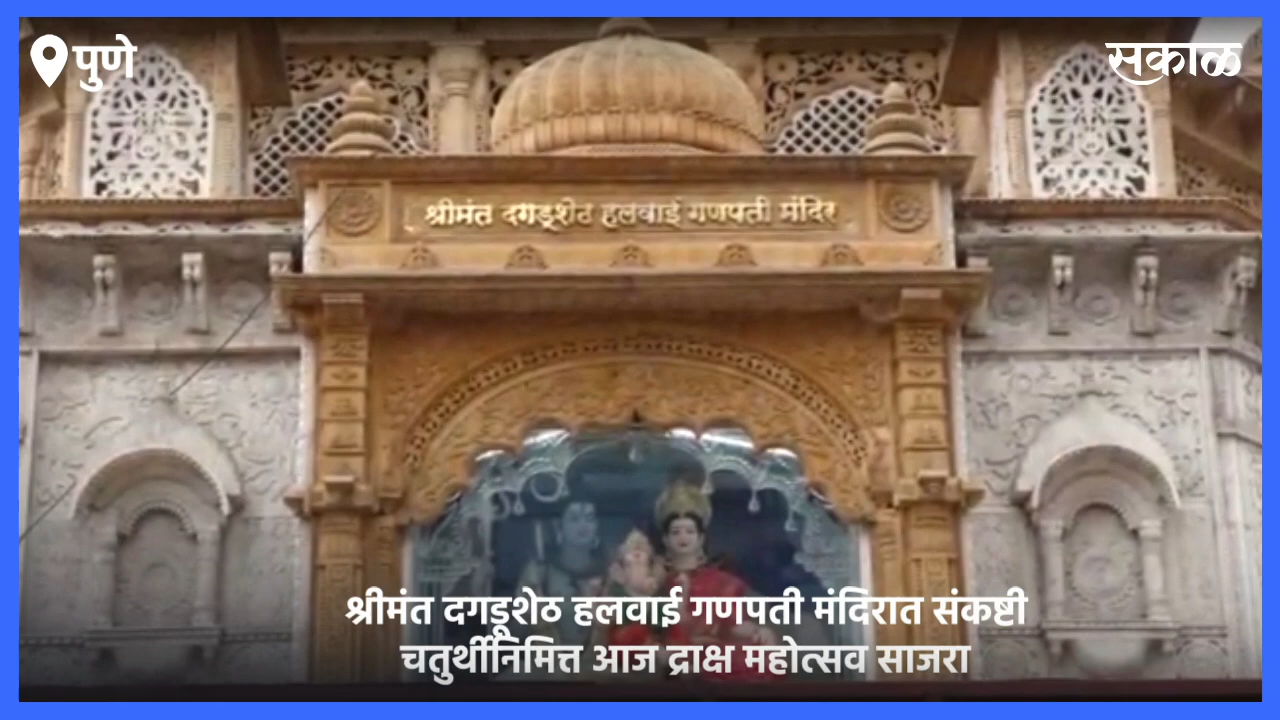 पुणे
सकाळ
श्रीमंत दगडूशेठ हलवाई गणपती मंदिर
श्रीमंत दगडूशेठ हलवाई गणपती मंदिरात संकष्टी
चतुर्थीनिमित्त आज द्राक्ष महोत्सव साजरा